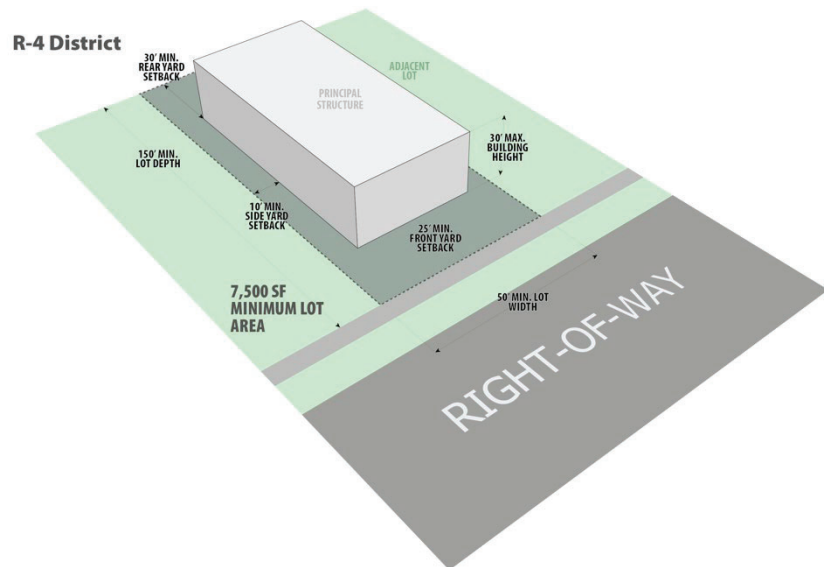 R-4 District
30' MIN.
REAR YARD
SETBACK
ADJACENT
LOT
PRINCIPAL
STRUCTURE
30' MAX.
BUILDING
HEIGHT
150' MIN.
LOT DEPTH
10' MIN.
SIDE YARD
SETBACK
25' MIN.
FRONT YARD
SETBACK
7,500 SF
MINIMUM LOT
AREA
50' MIN. LOT
WIDTH
RIGHT-OF-WAY